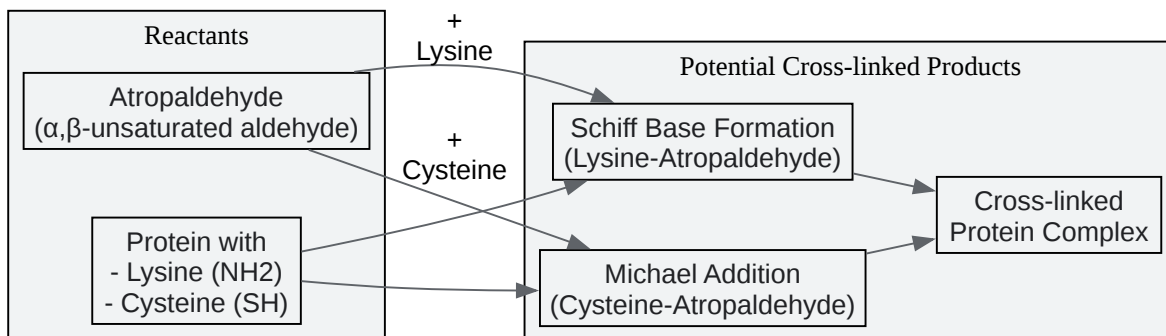 Reactants
Atropaldehyde
(α,β-unsaturated aldehyde)
Protein with
- Lysine (NH2)
- Cysteine (SH)
+
Lysine
+
Cysteine
Potential Cross-linked Products
Schiff Base Formation
(Lysine-Atropaldehyde)
Michael Addition
(Cysteine-Atropaldehyde)
Cross-linked
Protein Complex